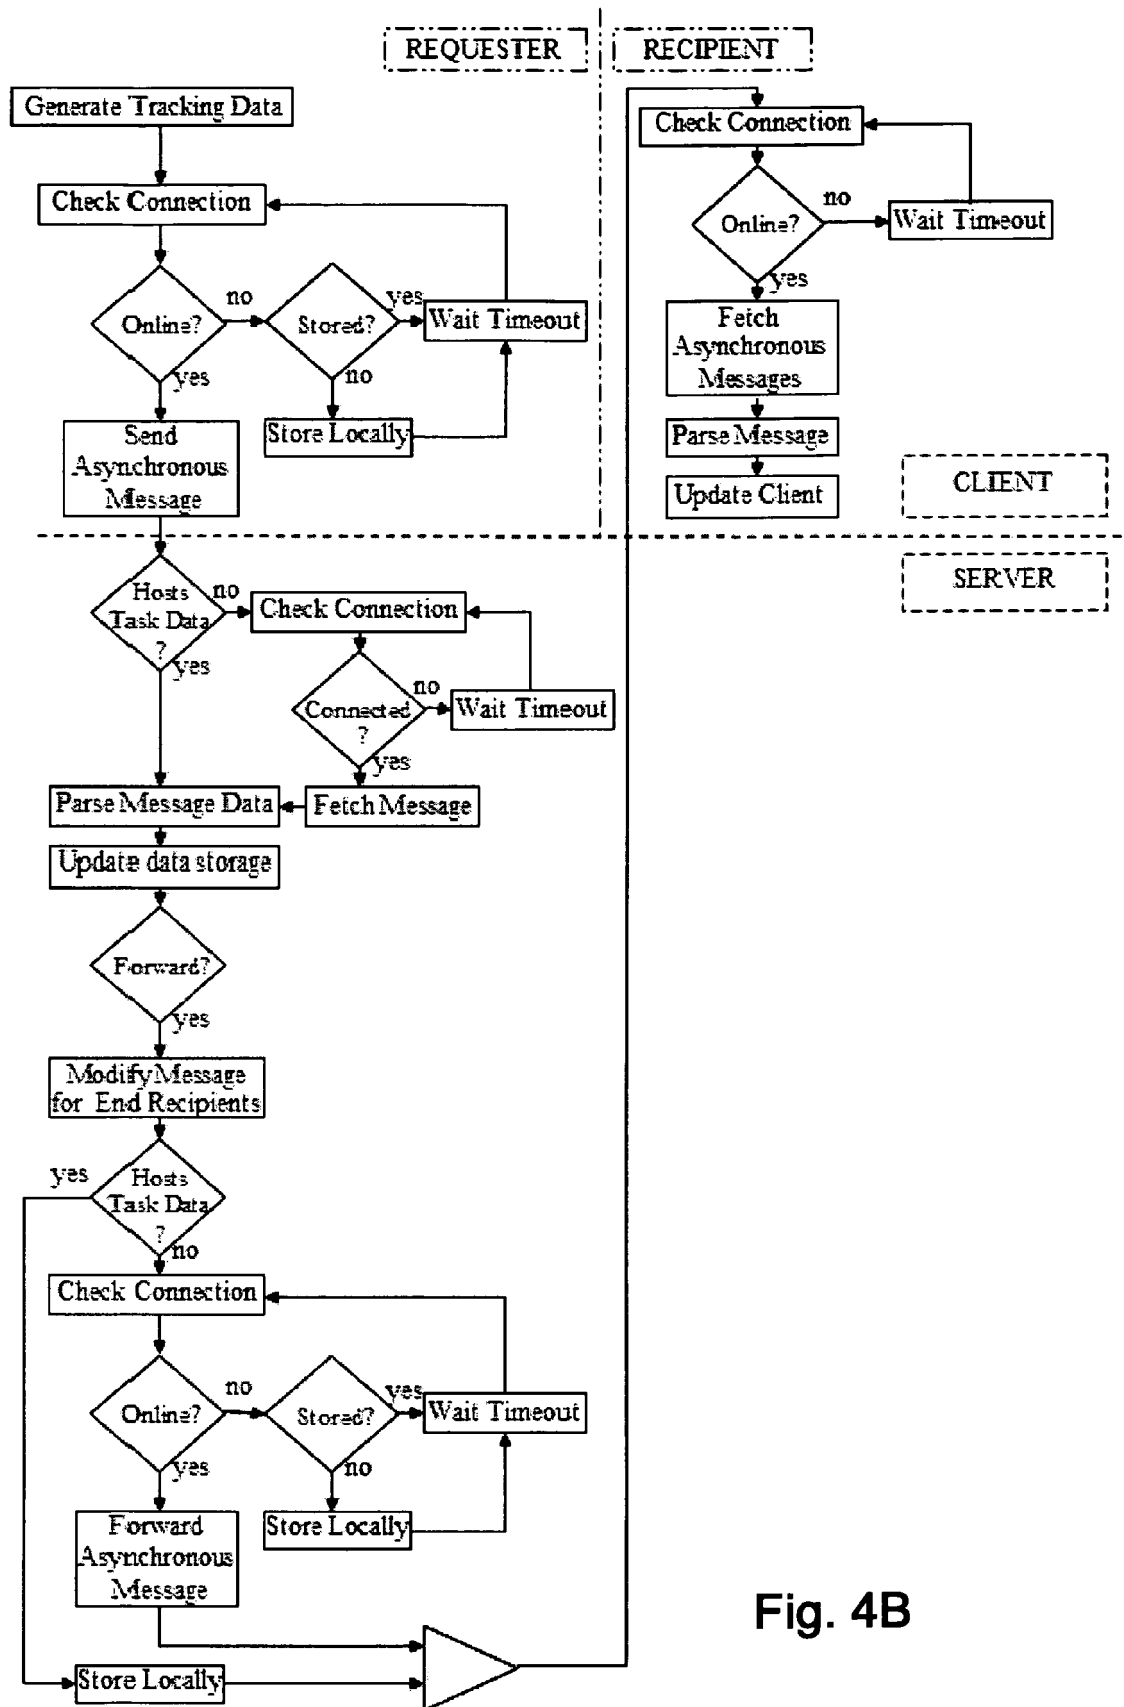 REQUESTER
RECIPIENT
Generate Tracking Data
Check Connection
Online?
no
Stored?
yes
Wait Timeout
yes
no
Send
Asynchronous
Message
Store Locally
Check Connection
Online?
no
Wait Timeout
yes
Fetch
Asynchronous
Messages
Parse Message
Update Client
CLIENT
SERVER
Hosts
Task Data
?
no
yes
Check Connection
Connected
?
no
Wait Timeout
yes
Fetch Message
Parse Message Data
Update data storage
Forward?
yes
Modify Message
for End Recipients
Hosts
Task Data
?
yes
no
Check Connection
Online?
no
Stored?
yes
Wait Timeout
yes
no
Forward
Asynchronous
Message
Store Locally
Store Locally
Fig. 4B